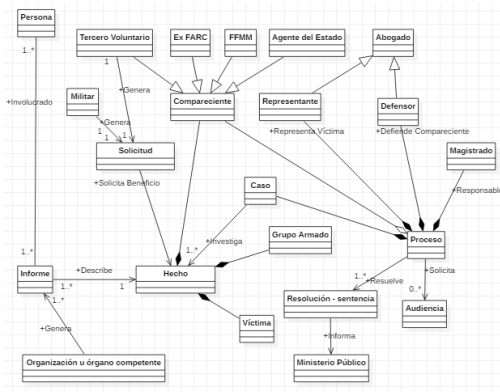 Persona
Tercero Voluntario
Ex FARC
FFMM
Agente del Estado
Abogado
1..*
1
+Genera
+Involucrado
Militar
Compareciente
Representante
Defensor
+Genera
1
1
1
+Representa Víctima
+Defiende Compareciente
Solicitud
Magistrado
+Solicita Beneficio
Caso
+Responsable
Grupo Armado
Proceso
+Investiga
1..*
1..*
Informe
+Describe
1..*
1
Hecho
+Solicita
1..*
+Resuelve
0..*
1..*
Resolución - sentencia
Audiencia
Víctima
+Genera
+Informa
Organización u órgano competente
Ministerio Público